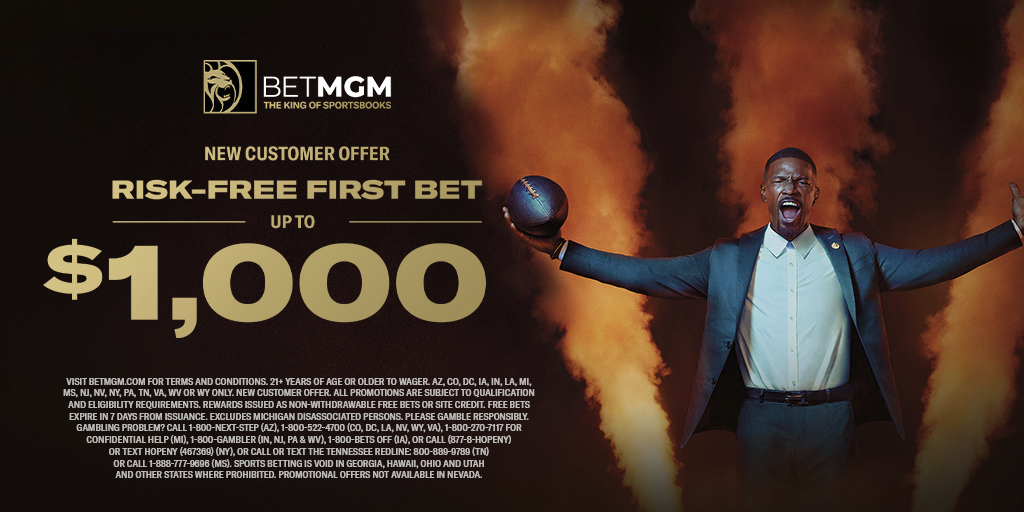 BETMGM
THE KING OF SPORTSBOOKS
NEW CUSTOMER OFFER
RISK-FREE FIRST BET
UP TO
$1,000
VISIT BETMGM.COM FOR TERMS AND CONDITIONS. 21+ YEARS OF AGE OR OLDER TO WAGER. AZ, CO, DC, IA, IN, LA, MI,
MS, NJ, NV, NY, PA, TN, VA, WV OR WY ONLY. NEW CUSTOMER OFFER. ALL PROMOTIONS ARE SUBJECT TO QUALIFICATION
AND ELIGIBILITY REQUIREMENTS. REWARDS ISSUED AS NON-WITHDRAWABLE FREE BETS OR SITE CREDIT. FREE BETS
EXPIRE IN 7 DAYS FROM ISSUANCE. EXCLUDES MICHIGAN DISASSOCIATED PERSONS. PLEASE GAMBLE RESPONSIBLY.
GAMBLING PROBLEM? CALL 1-800-NEXT-STEP (AZ), 1-800-522-4700 (CO, DC, LA, NV, WY, VA), 1-800-270-7117 FOR
CONFIDENTIAL HELP (MI), 1-800-GAMBLER (IN, NJ, PA & WV), 1-800-BETS OFF (IA), OR CALL (877-8-HOPENY)
OR TEXT HOPENY (467369) (NY), OR CALL OR TEXT THE TENNESSEE REDLINE: 800-889-9789 (TN)
OR CALL 1-888-777-9696 (MS). SPORTS BETTING IS VOID IN GEORGIA, HAWAII, OHIO AND UTAH
AND OTHER STATES WHERE PROHIBITED. PROMOTIONAL OFFERS NOT AVAILABLE IN NEVADA.